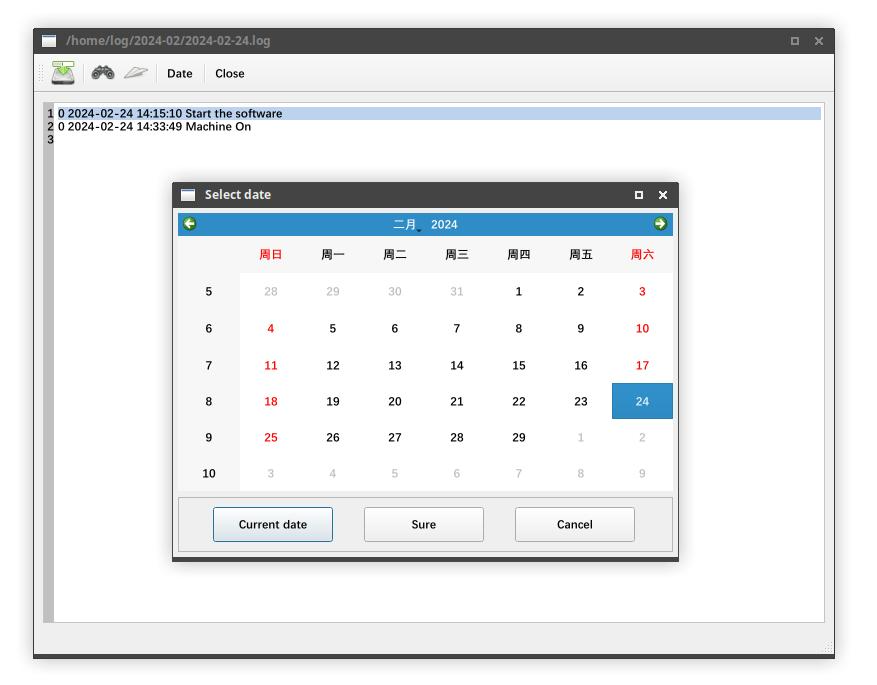 /home/log/2024-02/2024-02-24.log
Date Close
1 0 2024-02-24 14:15:10 Start the software
2 0 2024-02-24 14:33:49 Machine On
3
Select date
二月 2024
周日 周一 周二 周三 周四 周五 周六
5 28 29 30 31 1 2 3
6 4 5 6 7 8 9 10
7 11 12 13 14 15 16 17
8 18 19 20 21 22 23 24
9 25 26 27 28 29 1 2
10 3 4 5 6 7 8 9
Current date Sure Cancel